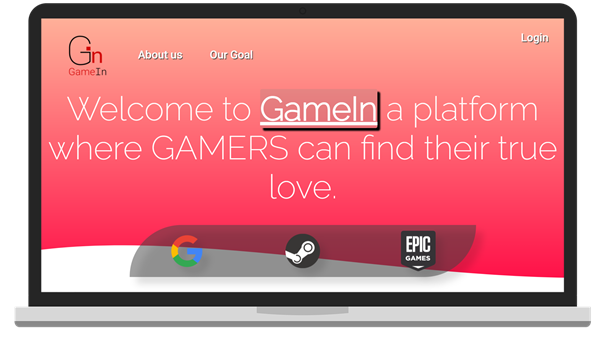 Login
Gn
GameIn
About us
Our Goal
Welcome to GameIn a platform
where GAMERS can find their true
love.
EPIC
GAMES